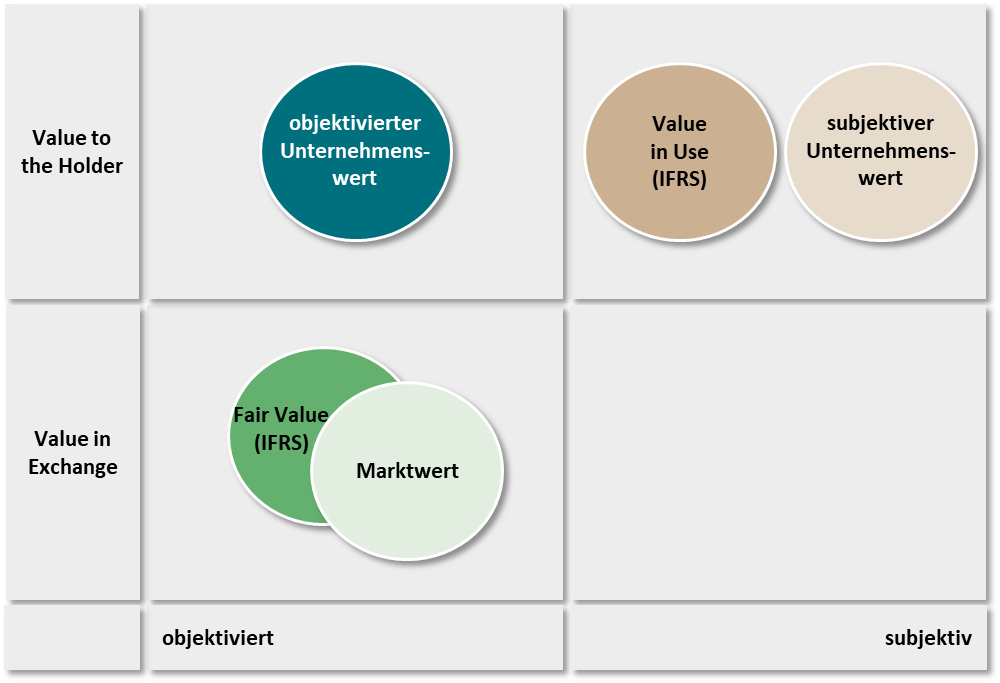 Value to
the Holder
objektivierter
Unternehmens-
wert
Value
in Use
(IFRS)
subjektiver
Unternehmens-
wert
Value in
Exchange
Fair Value
(IFRS)
Marktwert
objektiviert
subjektiv